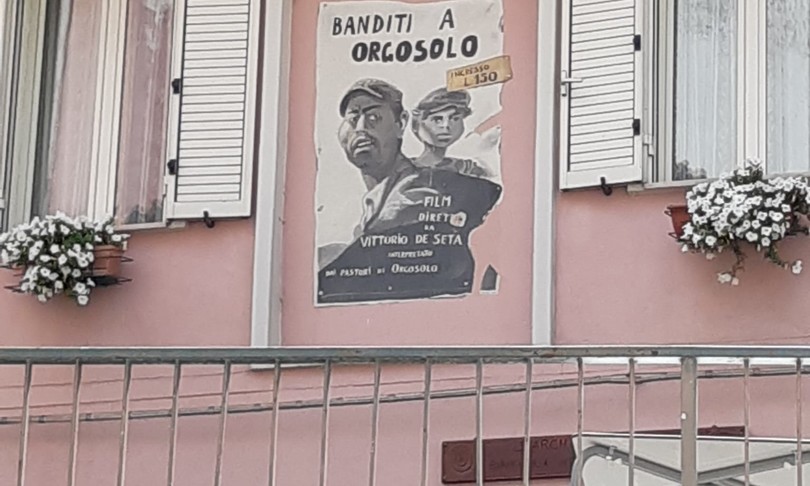 BANDITI A
ORGOSOLO
INGRESSO
L.150
FILM
DIRETTO
DA
VITTORIO DE SETA
INTERPRETATO
DAI PASTORI DI ORGOSOLO